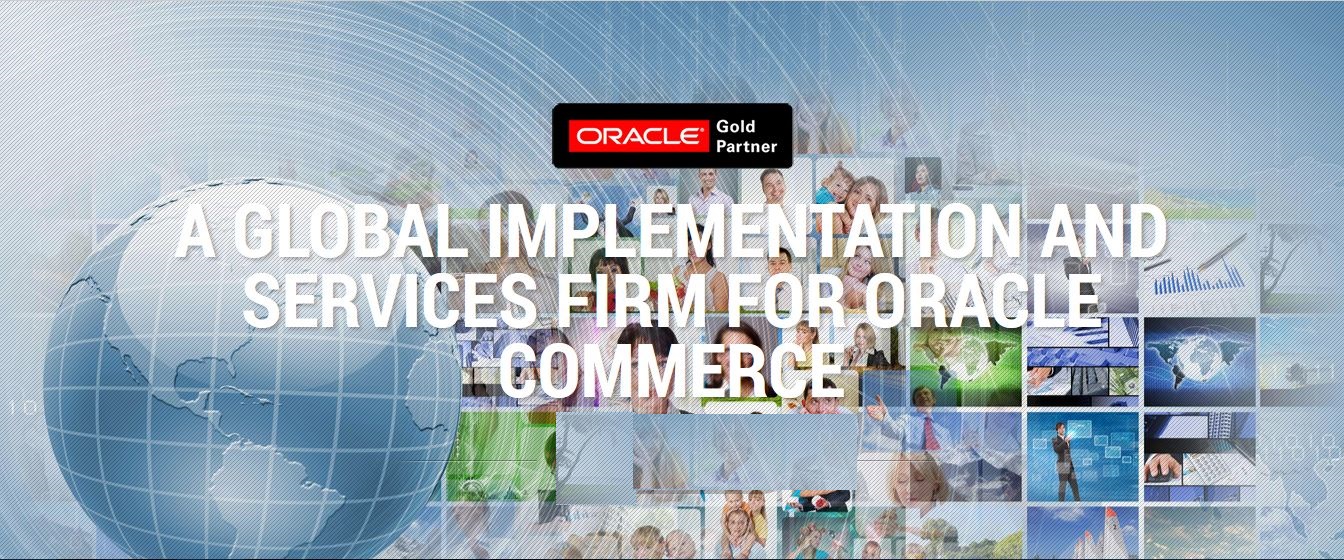 ORACLE® Gold
Partner
A GLOBAL IMPLEMENTATION AND
SERVICES FIRM FOR ORACLE
COMMERCE